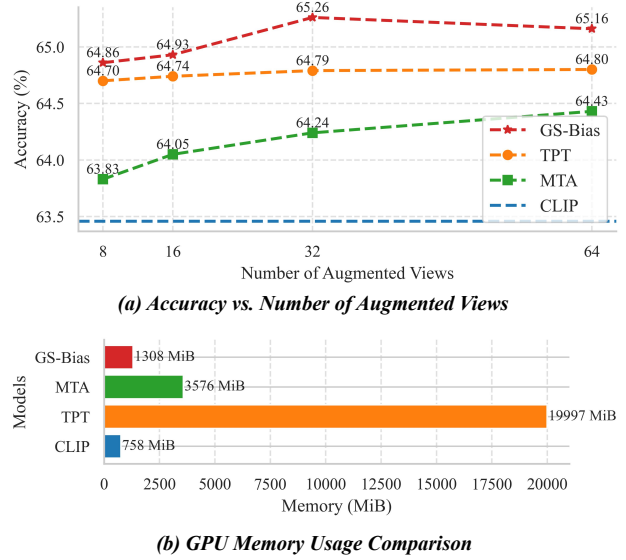 65.26
65.16
65.0
64.93
64.86
64.80
64.79
64.74
64.70
64.5
64.43
64.24
64.05
64.0
63.83
63.5
Accuracy (%)
GS-Bias
TPT
MTA
CLIP
8 16 32 64
Number of Augmented Views
(a) Accuracy vs. Number of Augmented Views
Models
GS-Bias 1308 MiB
MTA 3576 MiB
TPT 19997 MiB
CLIP 758 MiB
0 2500 5000 7500 10000 12500 15000 17500 20000
Memory (MiB)
(b) GPU Memory Usage Comparison